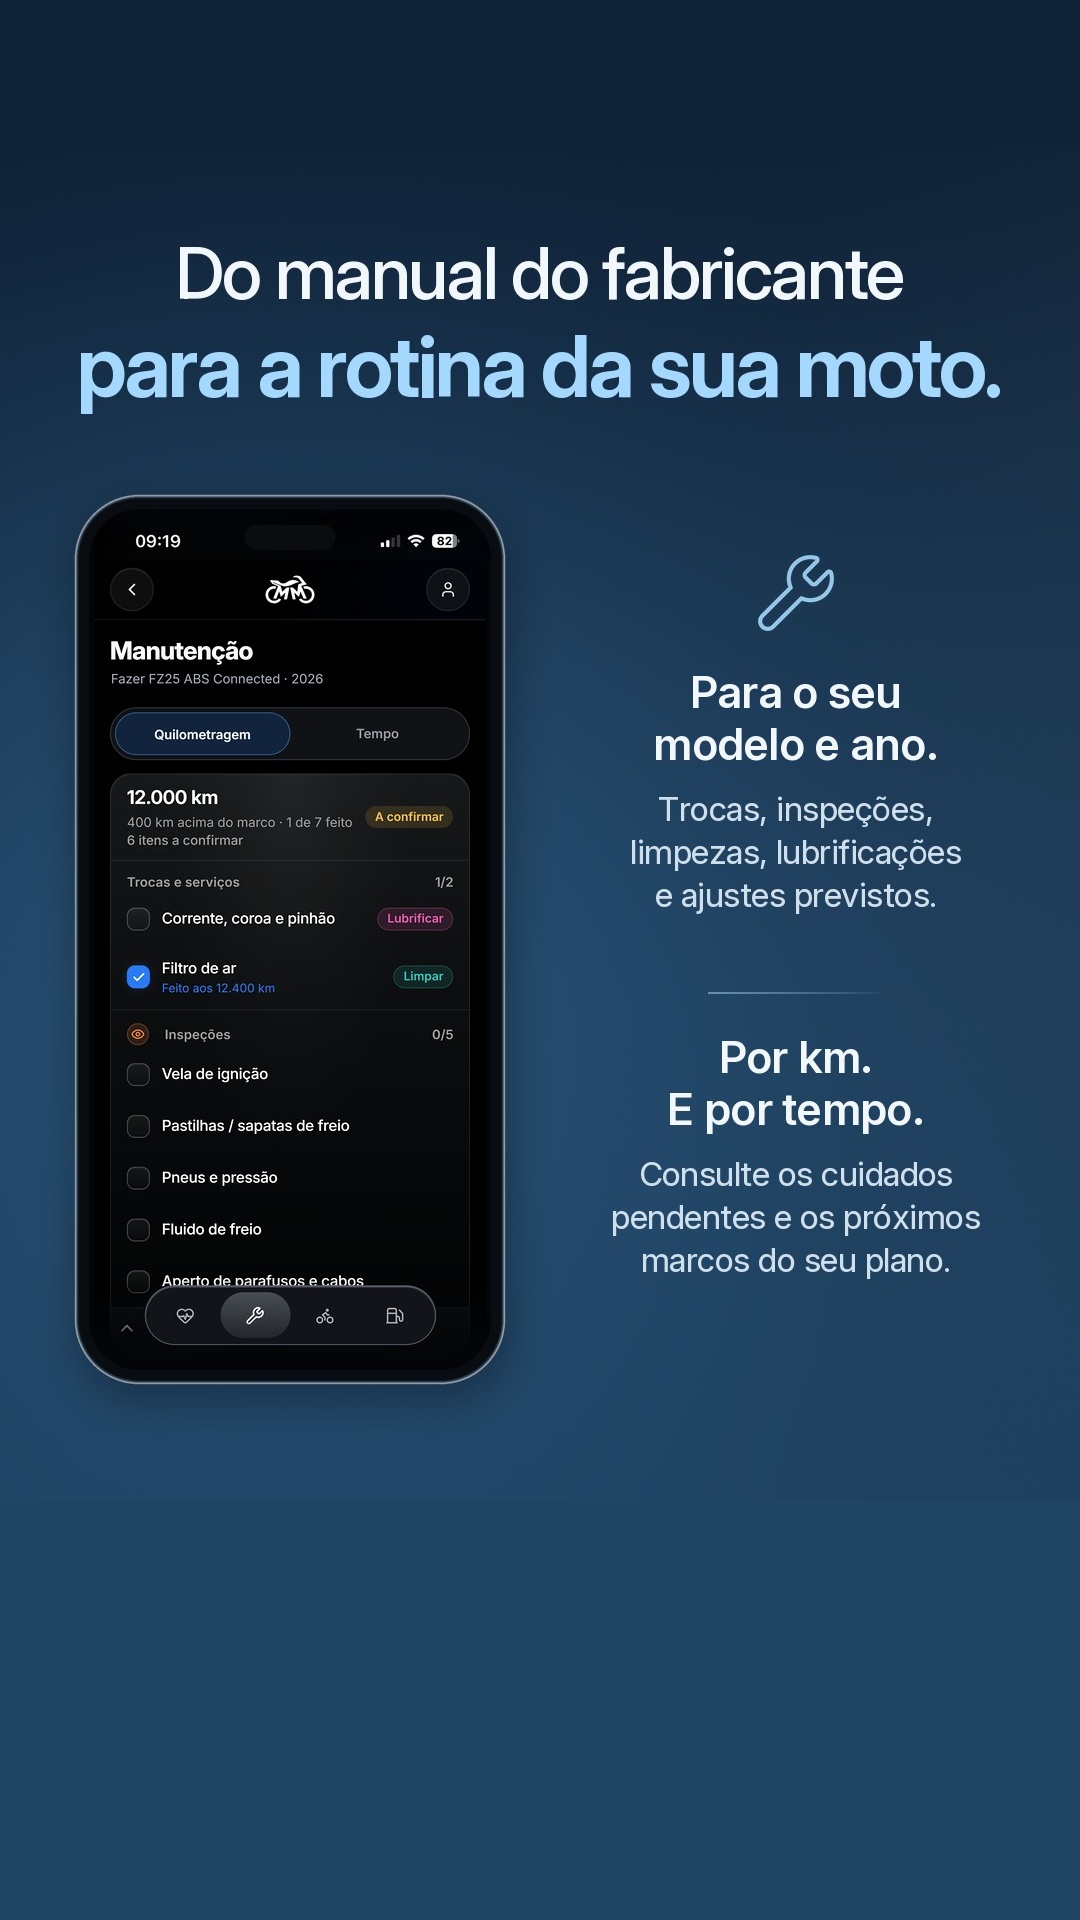 Do manual do fabricante
para a rotina da sua moto.
09:19
82
MM
Manutenção
Fazer FZ25 ABS Connected · 2026
Quilometragem
Tempo
12.000 km
400 km acima do marco · 1 de 7 feito
6 itens a confirmar
A confirmar
Trocas e serviços
1/2
Corrente, coroa e pinhão
Lubrificar
Filtro de ar
Feito aos 12.400 km
Limpar
Inspeções
0/5
Vela de ignição
Pastilhas / sapatas de freio
Pneus e pressão
Fluido de freio
Aperto de parafusos e cabos
Para o seu
modelo e ano.
Trocas, inspeções,
limpezas, lubrificações
e ajustes previstos.
Por km.
E por tempo.
Consulte os cuidados
pendentes e os próximos
marcos do seu plano.